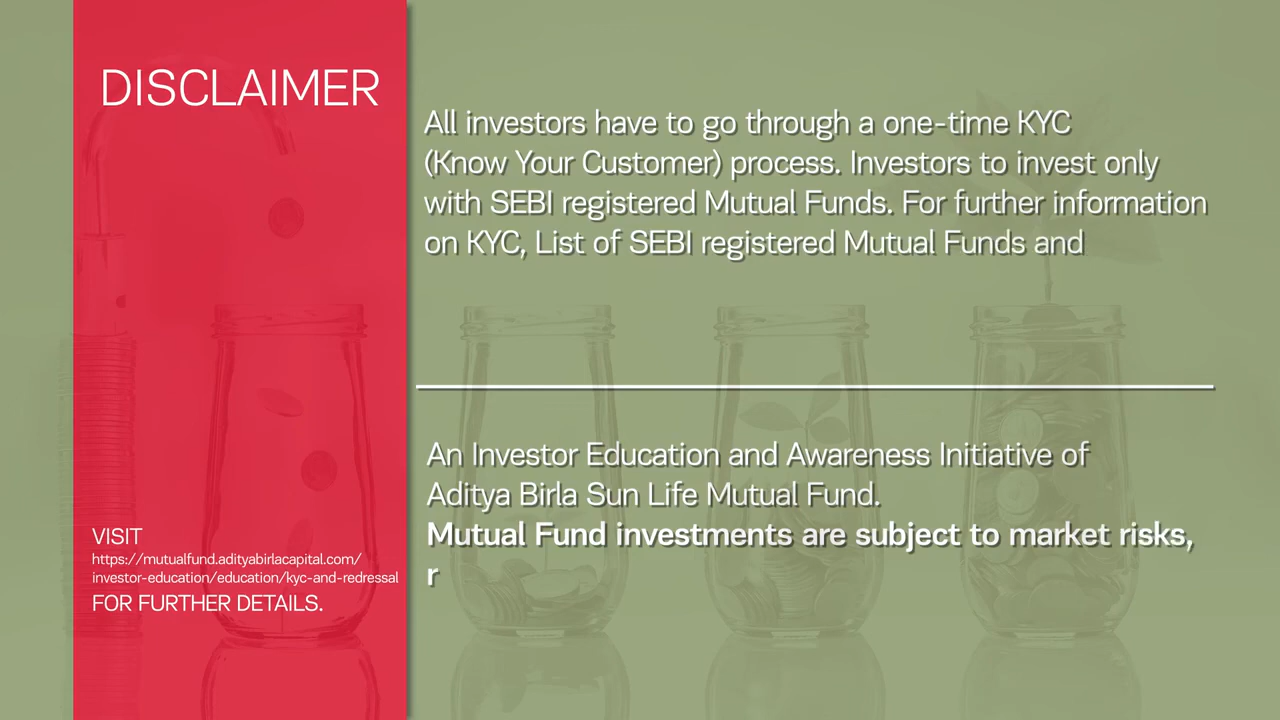 DISCLAIMER
All investors have to go through a one-time KYC
(Know Your Customer) process. Investors to invest only
with SEBI registered Mutual Funds. For further information
on KYC, List of SEBI registered Mutual Funds and
An Investor Education and Awareness Initiative of
Aditya Birla Sun Life Mutual Fund.
Mutual Fund investments are subject to market risks,
r
VISIT
https://mutualfund.adityabirlacapital.com/
investor-education/education/kyc-and-redressal
FOR FURTHER DETAILS.